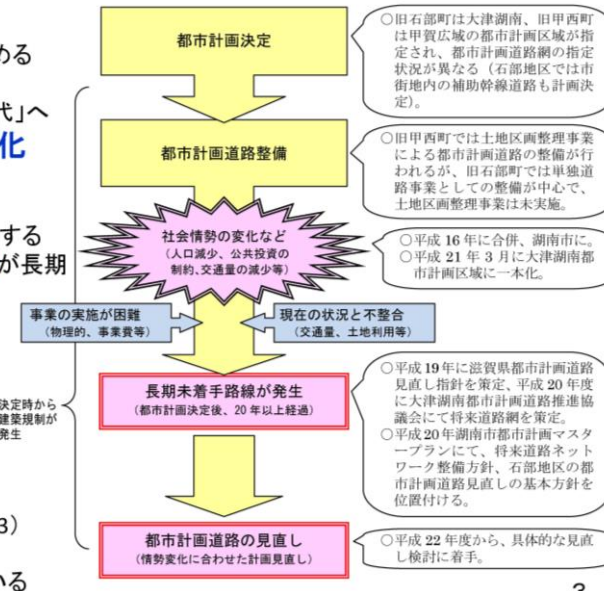 める
代」へ
化
する
が長期
決定時から
建築規制が
発生
3）
いる
都市計画決定
○旧石部町は大津湖南、旧甲西町
は甲賀広域の都市計画区域が指
定され、都市計画道路網の指定
状況が異なる（石部地区では市
街地内の補助幹線道路も計画決
定）。
都市計画道路整備
○旧甲西町では土地区画整理事業
による都市計画道路の整備が行
われるが、旧石部町では単独道
路事業としての整備が中心で、
土地区画整理事業は未実施。
社会情勢の変化など
（人口減少、公共投資の
制約、交通量の減少等）
○平成 16 年に合併、湖南市に。
○平成 21 年 3 月に大津湖南都
市計画区域に一本化。
事業の実施が困難
（物理的、事業費等）
現在の状況と不整合
（交通量、土地利用等）
長期未着手路線が発生
（都市計画決定後、20 年以上経過）
○平成 19 年に滋賀県都市計画道路
見直し指針を策定、平成 20 年度
に大津湖南都市計画道路推進協
議会にて将来道路網を策定。
○平成 20 年湖南市都市計画マスタ
ープランにて、将来道路ネット
ワーク整備方針、石部地区の都
市計画道路見直しの基本方針を
位置付ける。
都市計画道路の見直し
（情勢変化に合わせた計画見直し）
○平成 22 年度から、具体的な見直
し検討に着手。